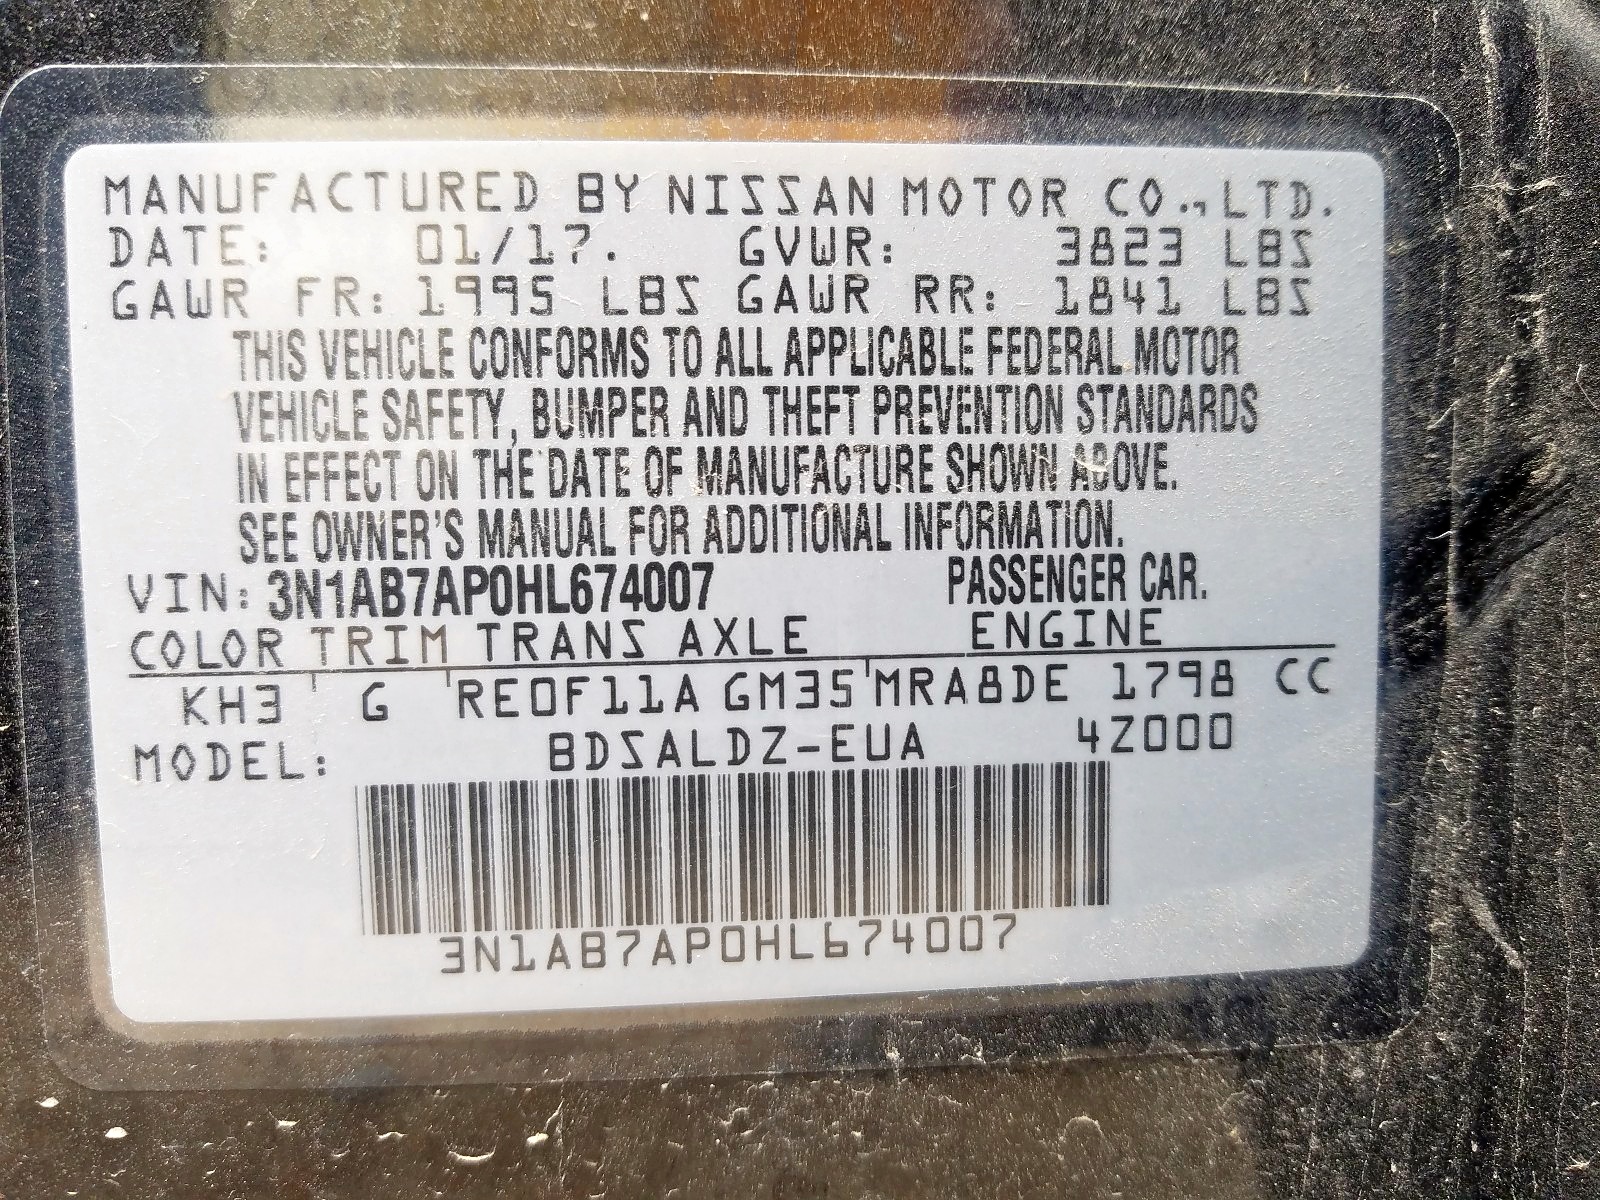 MANUFACTURED BY NISSAN MOTOR CO., LTD.
DATE: 01/17. GVWR: 3823 LBS
GAWR FR: 1995 LBS GAWR RR: 1841 LBS
THIS VEHICLE CONFORMS TO ALL APPLICABLE FEDERAL MOTOR
VEHICLE SAFETY, BUMPER AND THEFT PREVENTION STANDARDS
IN EFFECT ON THE DATE OF MANUFACTURE SHOWN ABOVE.
SEE OWNER'S MANUAL FOR ADDITIONAL INFORMATION.
VIN: 3N1AB7AP0HL674007 PASSENGER CAR.
COLOR TRIM TRANS AXLE ENGINE
KH3 G RE0F11A GM35 MRA8DE 1798 CC
MODEL: BDSALDZ-EUA 4Z000
3N1AB7AP0HL674007